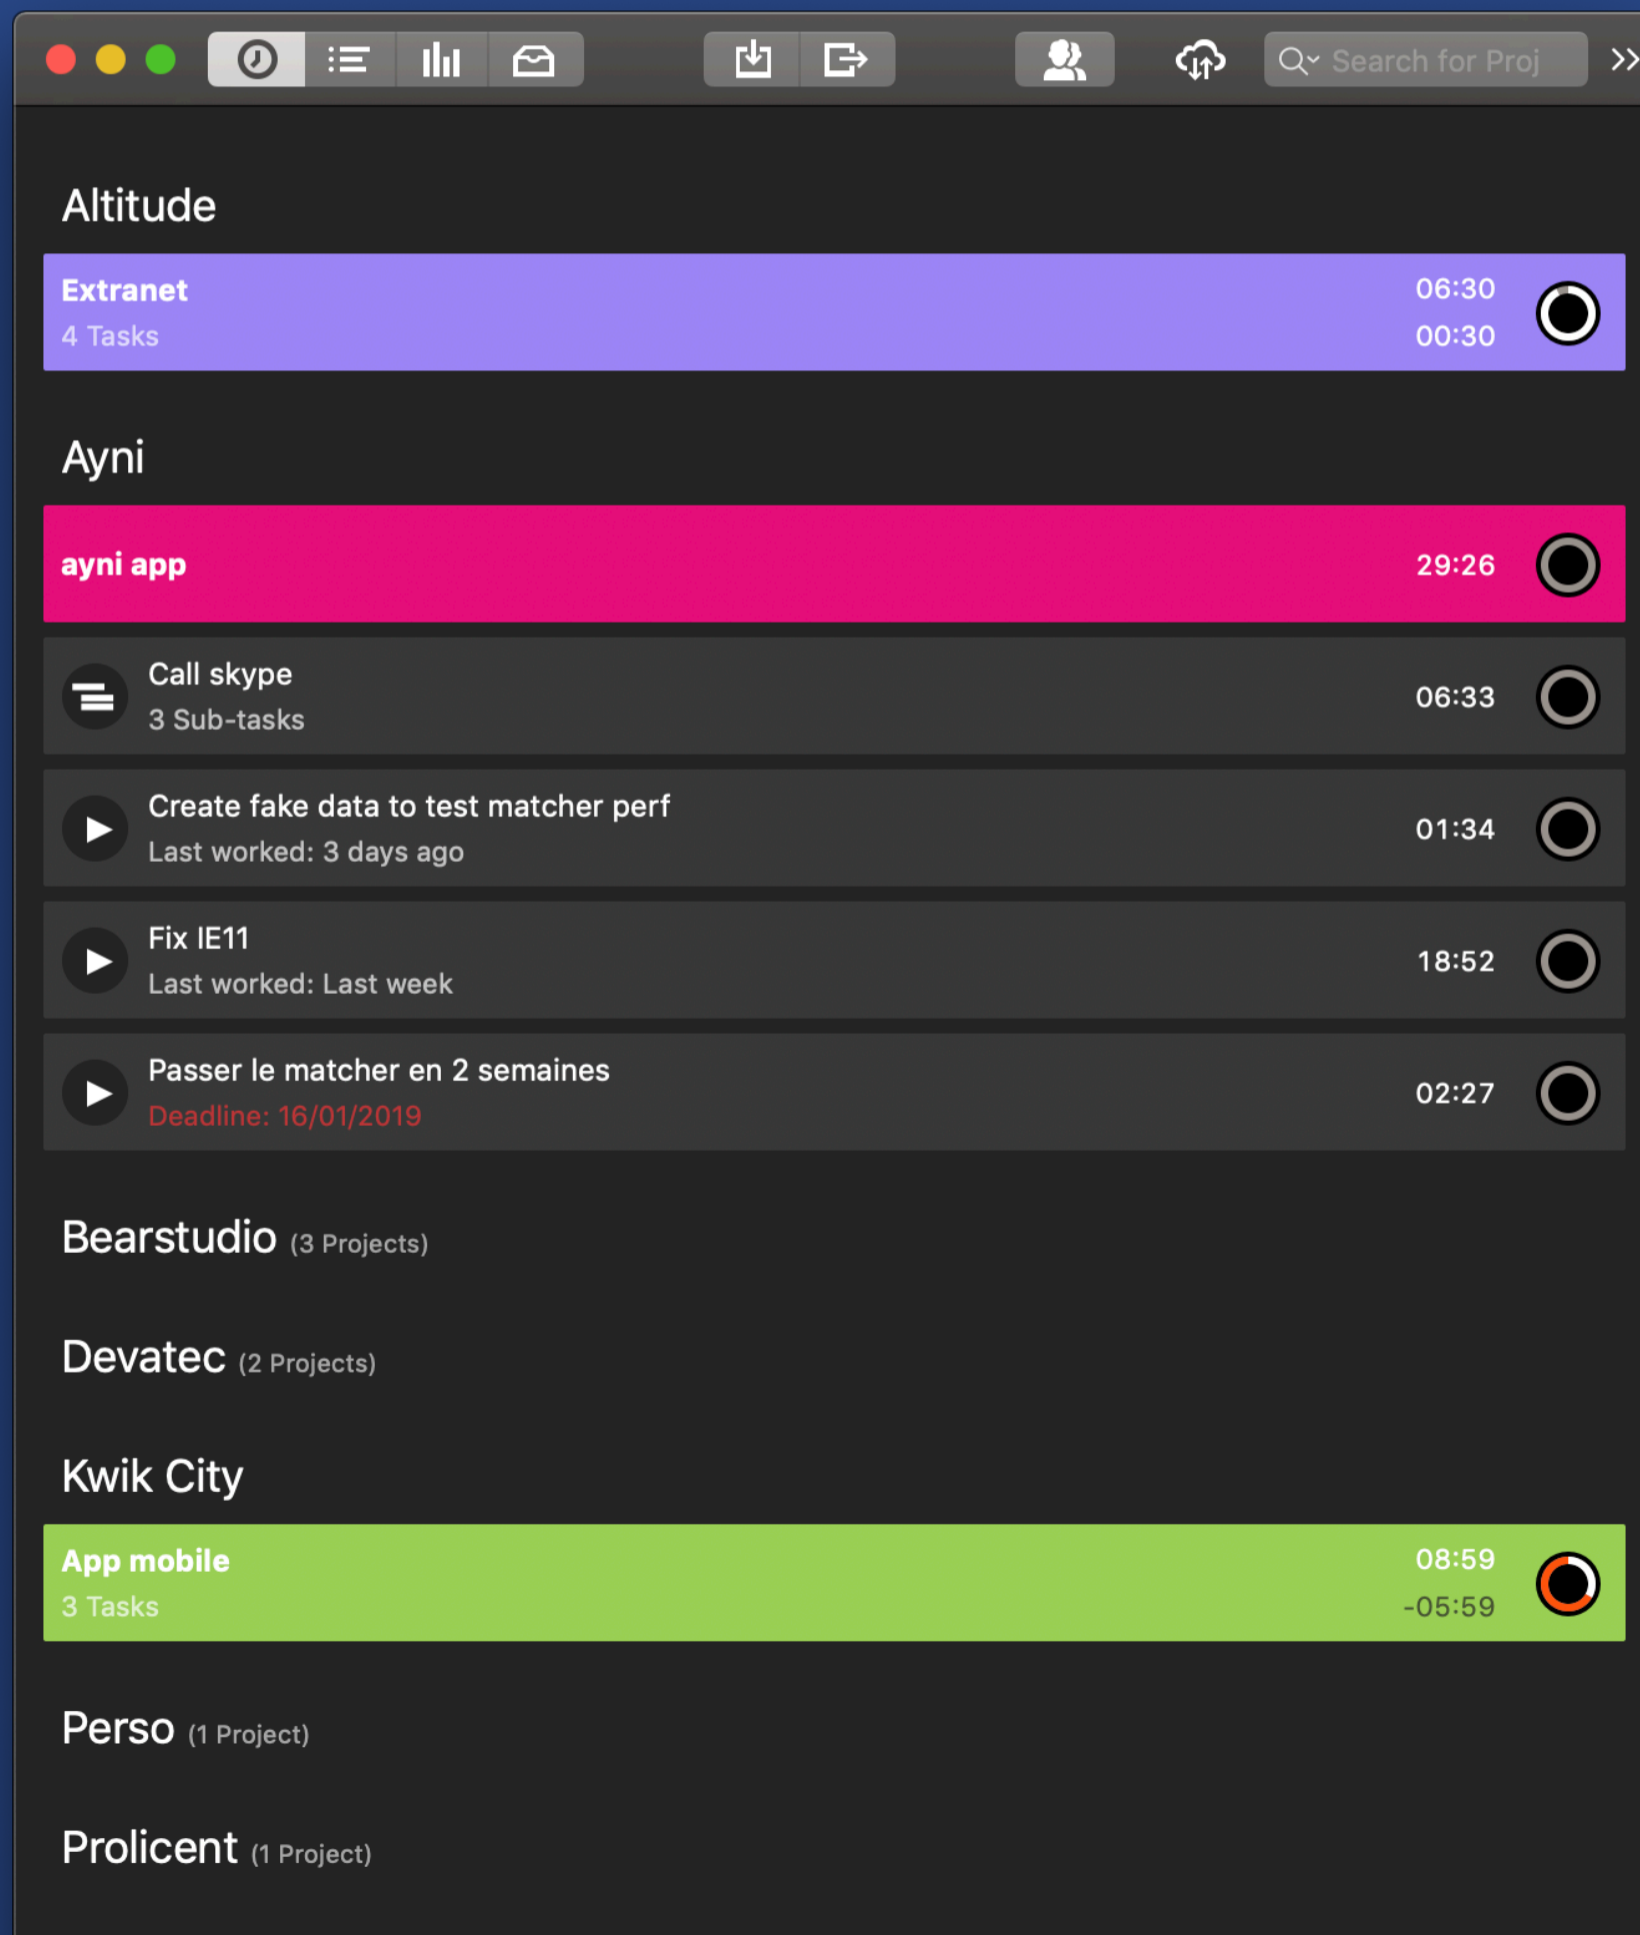 Search for Proj
Altitude
Extranet
06:30
4 Tasks
00:30
Ayni
ayni app
29:26
Call skype
3 Sub-tasks
06:33
Create fake data to test matcher perf
Last worked: 3 days ago
01:34
Fix IE11
Last worked: Last week
18:52
Passer le matcher en 2 semaines
Deadline: 16/01/2019
02:27
Bearstudio (3 Projects)
Devatec (2 Projects)
Kwik City
App mobile
08:59
3 Tasks
-05:59
Perso (1 Project)
Prolicent (1 Project)